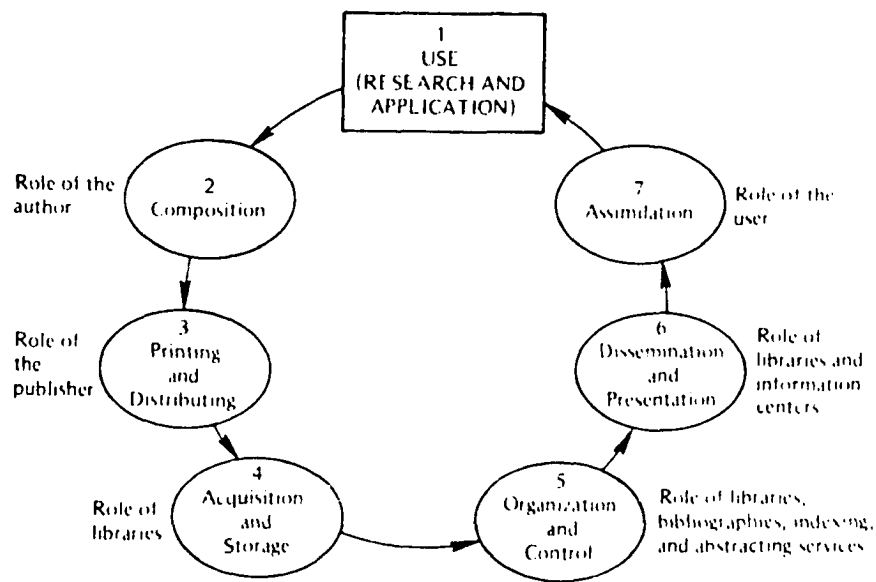 1
USE
(RESEARCH AND
APPLICATION)
Role of the
author
2
Composition
7
Assimilation
Role of the
user
Role of
the
publisher
3
Printing
and
Distributing
6
Dissemination
and
Presentation
Role of
libraries and
information
centers
Role of
libraries
4
Acquisition
and
Storage
5
Organization
and
Control
Role of libraries,
bibliographies, indexing,
and abstracting services